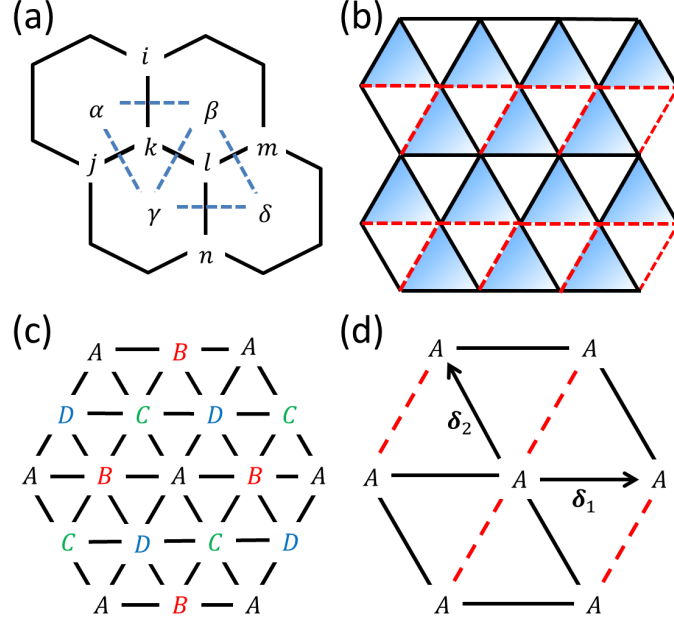 (a)
i
α β
j k l m
γ δ
n
(b)
(c)
A B A
D C D C
A B A B A
C D C D
A B A
(d)
A A
δ₂
A A A
δ₁
A A